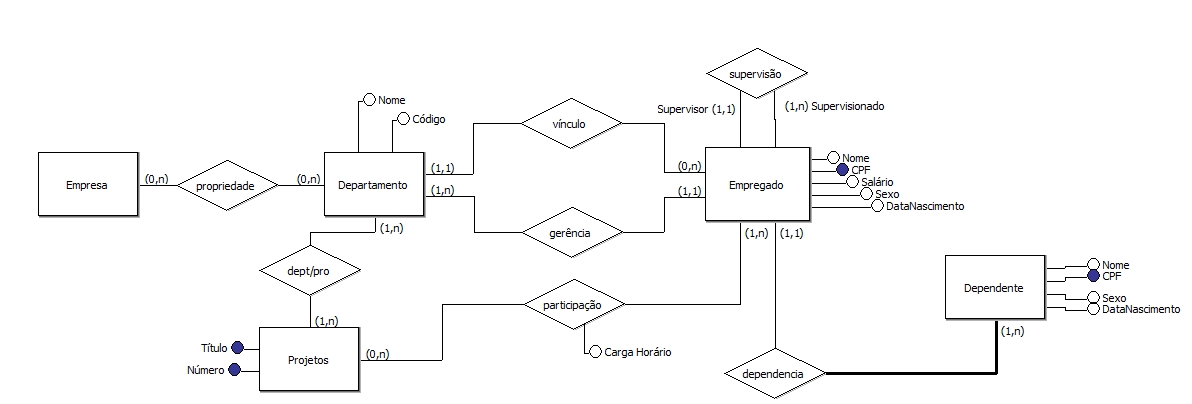 supervisão
Supervisor (1,1)
(1,n) Supervisionado
Nome
Código
vínculo
Empresa
(0,n)
propriedade
(0,n)
Departamento
(1,1)
(1,n)
(0,n)
(1,1)
Empregado
Nome
CPF
Salário
Sexo
DataNascimento
gerência
(1,n)
(1,n)
(1,1)
dept/pro
(1,n)
participação
Carga Horário
Título
Número
Projetos
(0,n)
Dependente
Nome
CPF
Sexo
DataNascimento
(1,n)
dependencia